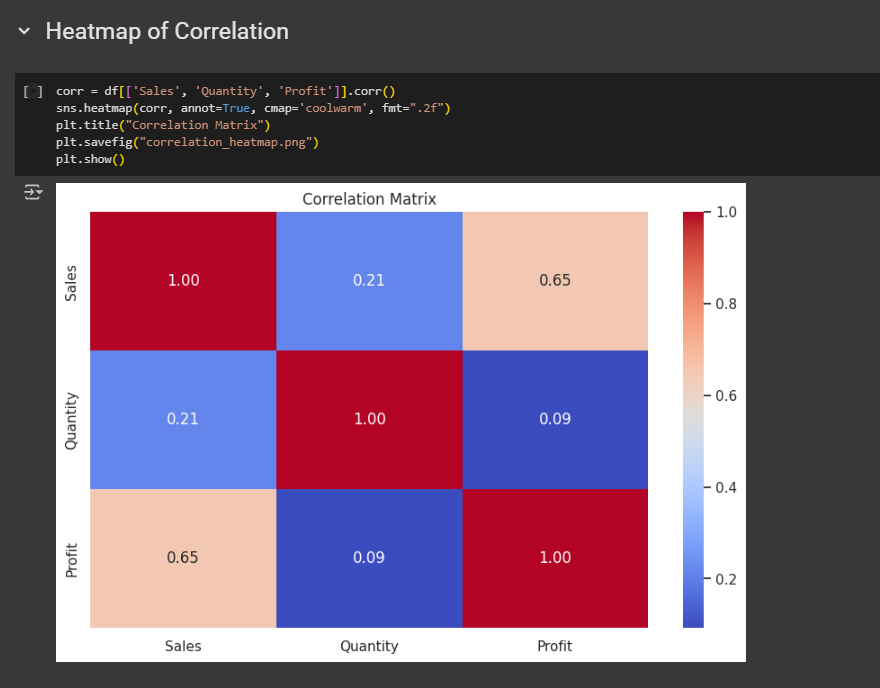 Heatmap of Correlation
[ ] corr = df[['Sales', 'Quantity', 'Profit']].corr()
sns.heatmap(corr, annot=True, cmap='coolwarm', fmt=".2f")
plt.title("Correlation Matrix")
plt.savefig("correlation_heatmap.png")
plt.show()
Correlation Matrix
Sales
1.00
0.21
0.65
Quantity
0.21
1.00
0.09
Profit
0.65
0.09
1.00
Sales
Quantity
Profit
1.0
0.8
0.6
0.4
0.2